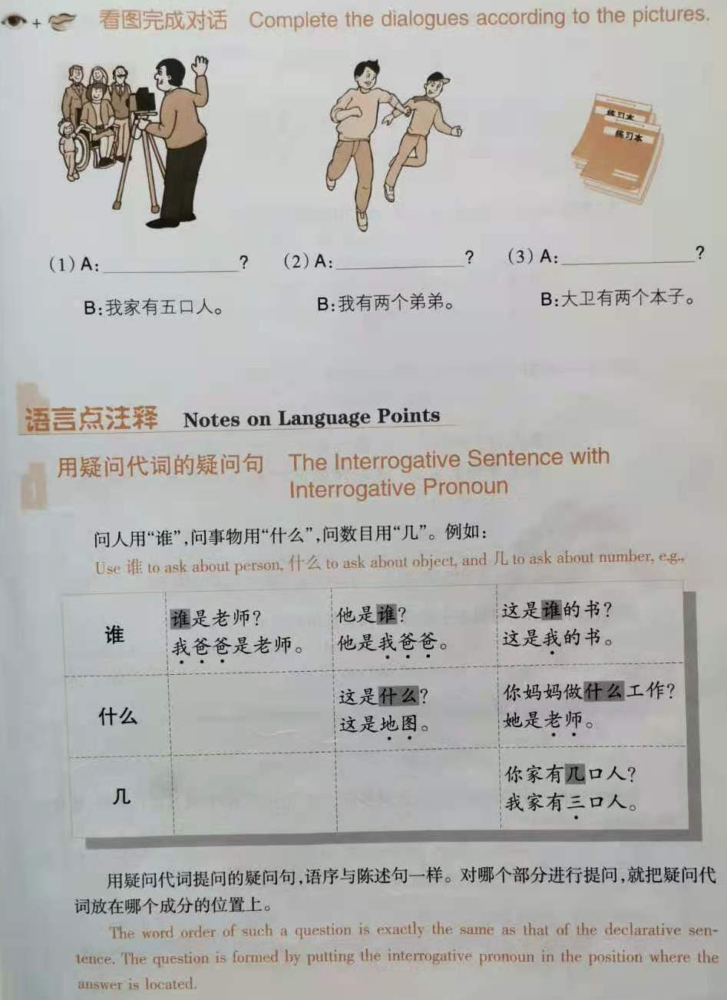 看图完成对话 Complete the dialogues according to the pictures.
练习本
练习本
(1) A: ____________?
(2) A: ____________?
(3) A: ____________?
B:我家有五口人。
B:我有两个弟弟。
B:大卫有两个本子。
语言点注释 Notes on Language Points
1 用疑问代词的疑问句 The Interrogative Sentence with
Interrogative Pronoun
问人用“谁”,问事物用“什么”,问数目用“几”。例如:
Use 谁 to ask about person, 什么 to ask about object, and 几 to ask about number, e.g.,
谁
谁是老师?
我爸爸是老师。
他是谁?
他是我爸爸。
这是谁的书?
这是我的书。
什么
这是什么?
这是地图。
你妈妈做什么工作?
她是老师。
几
你家有几口人?
我家有三口人。
用疑问代词提问的疑问句,语序与陈述句一样。对哪个部分进行提问,就把疑问代
词放在哪个成分的位置上。
The word order of such a question is exactly the same as that of the declarative sen-
tence. The question is formed by putting the interrogative pronoun in the position where the
answer is located.